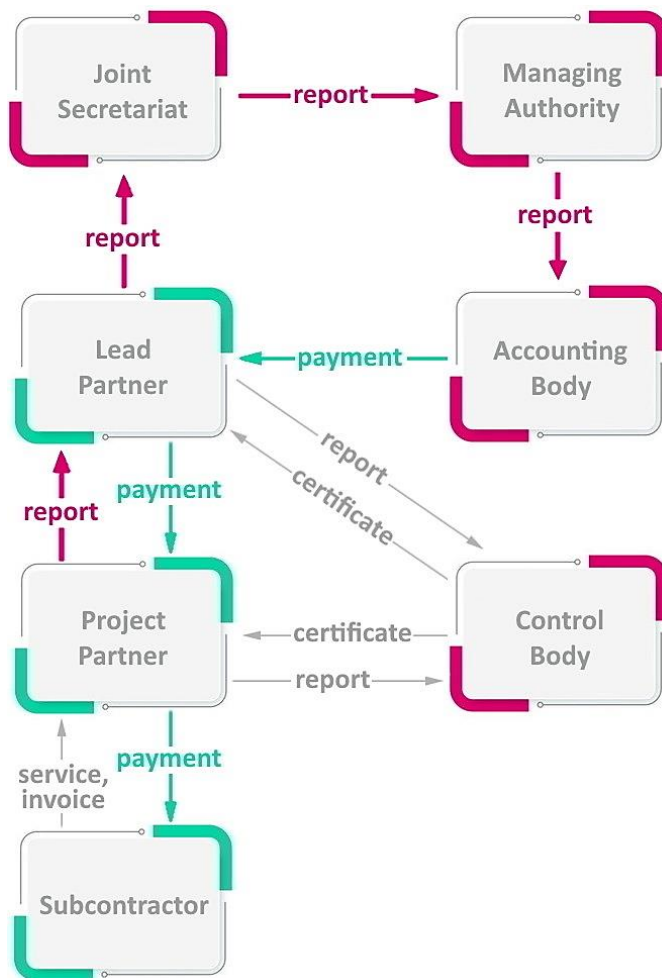 Joint
Secretariat
report
Managing
Authority
report
report
Lead
Partner
payment
Accounting
Body
report
certificate
payment
report
Project
Partner
certificate
report
Control
Body
payment
service,
invoice
Subcontractor